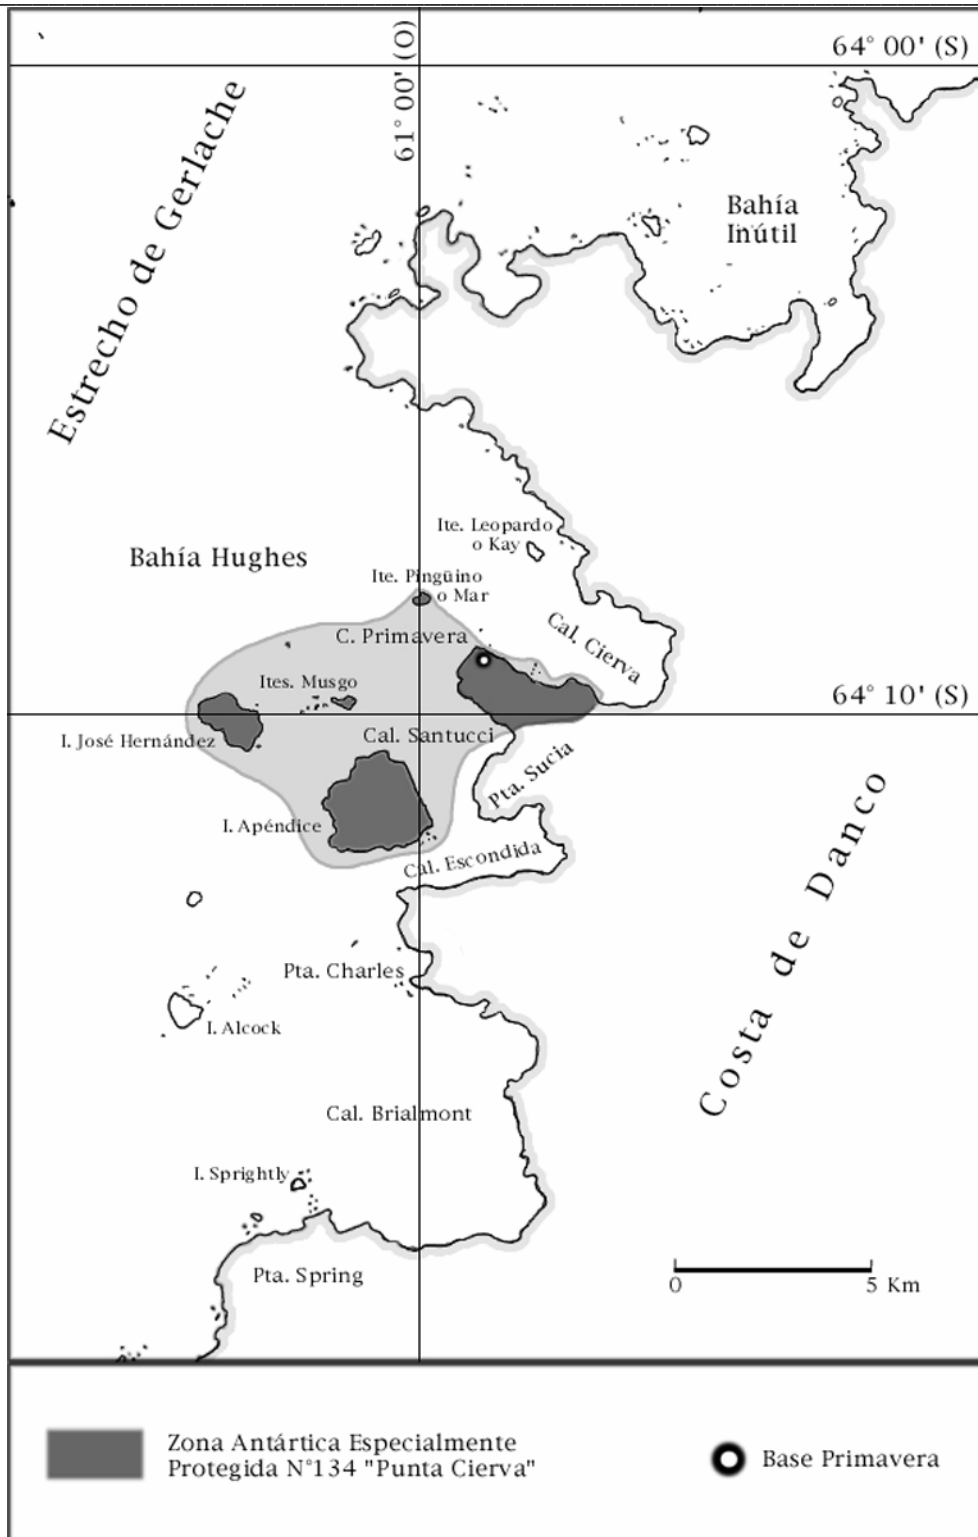 64° 00' (S)
61° 00' (O)
Estrecho de Gerlache
Bahía
Inútil
Ite. Leopardo
o Kay
Bahía Hughes
Ite. Pingüino
o Mar
Cal. Cierva
C. Primavera
Ites. Musgo
64° 10' (S)
I. José Hernández
Cal. Santucci
Pta. Sucia
I. Apéndice
Cal. Escondida
Costa de Danco
Pta. Charles
I. Alcock
Cal. Brialmont
I. Sprightly
Pta. Spring
0 5 Km
Zona Antártica Especialmente
Protegida N°134 "Punta Cierva"
Base Primavera